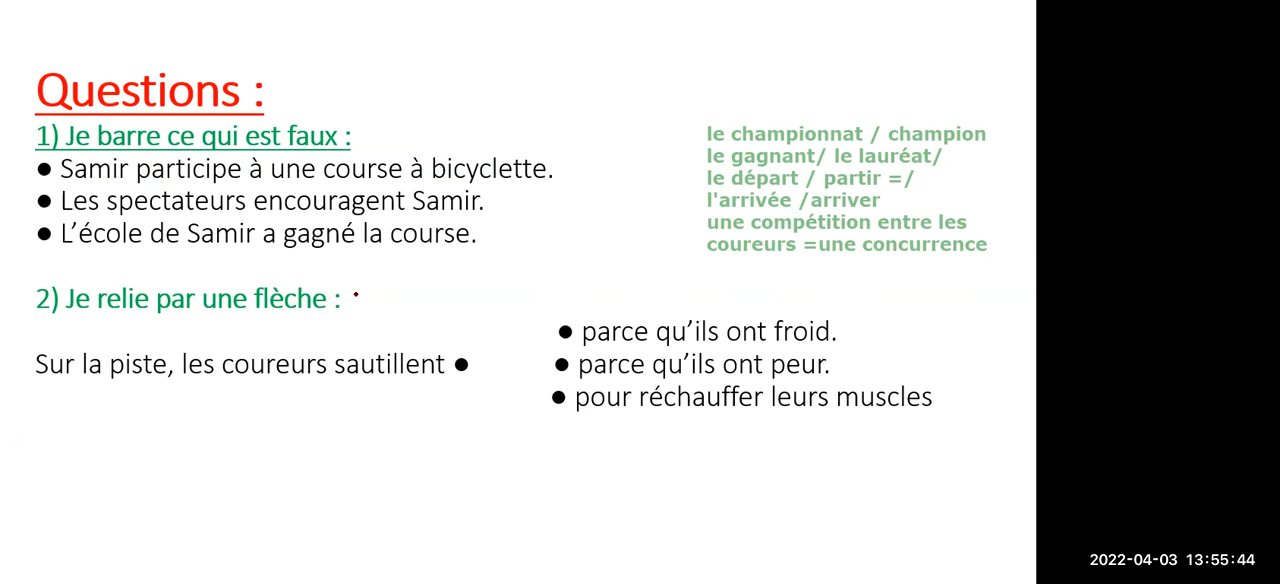 Questions :
1) Je barre ce qui est faux :
● Samir participe à une course à bicyclette.
● Les spectateurs encouragent Samir.
● L’école de Samir a gagné la course.
le championnat / champion
le gagnant/ le lauréat/
le départ / partir =/
l'arrivée /arriver
une compétition entre les
coureurs =une concurrence
2) Je relie par une flèche :
Sur la piste, les coureurs sautillent ●
● parce qu’ils ont froid.
● parce qu’ils ont peur.
● pour réchauffer leurs muscles
2022-04-03 13:55:44